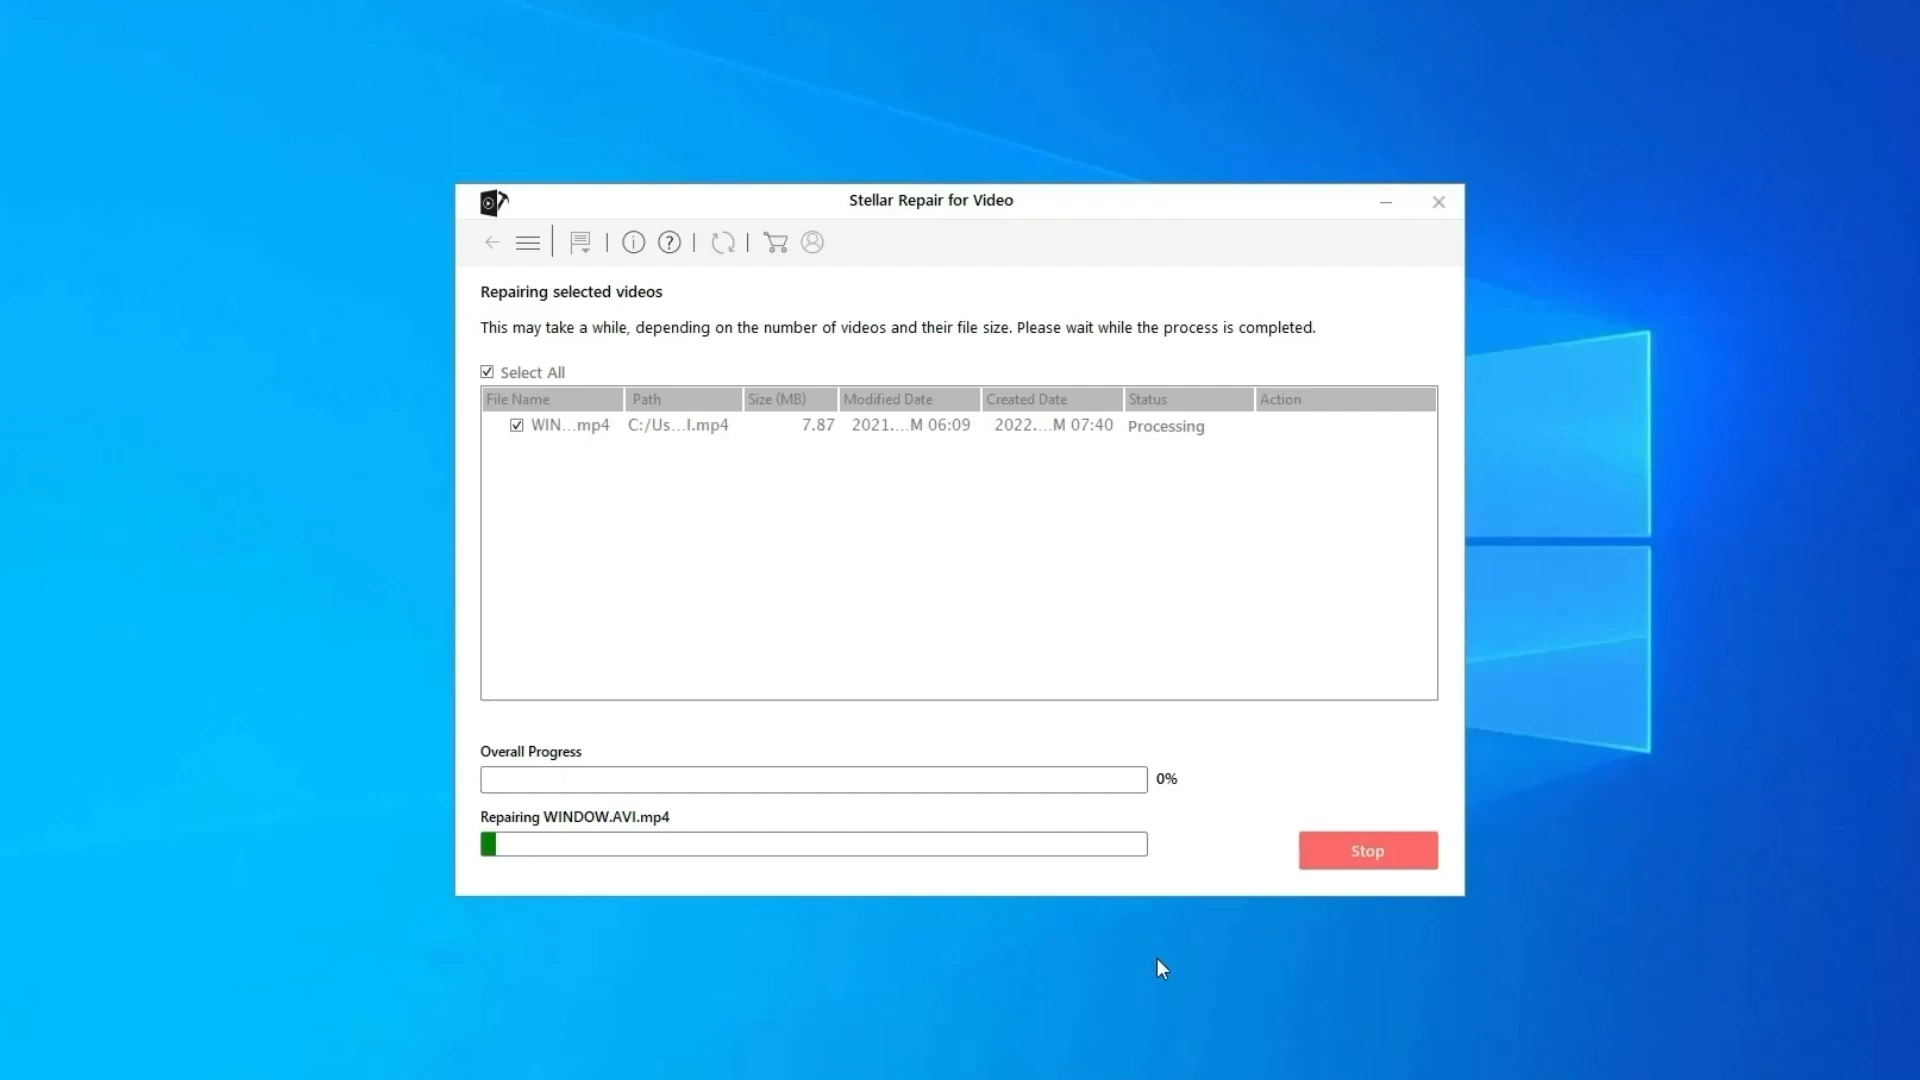 Stellar Repair for Video
Repairing selected videos
This may take a while, depending on the number of videos and their file size. Please wait while the process is completed.
Select All
File Name Path Size (MB) Modified Date Created Date Status Action
WIN...mp4 C:/Us...I.mp4 7.87 2021....M 06:09 2022....M 07:40 Processing
Overall Progress
0%
Repairing WINDOW.AVI.mp4
Stop